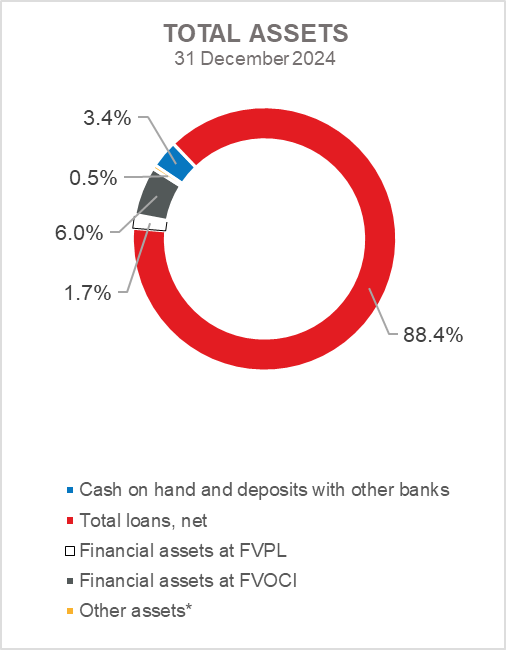 TOTAL ASSETS
31 December 2024
3.4%
0.5%
6.0%
1.7%
88.4%
Cash on hand and deposits with other banks
Total loans, net
Financial assets at FVPL
Financial assets at FVOCI
Other assets*